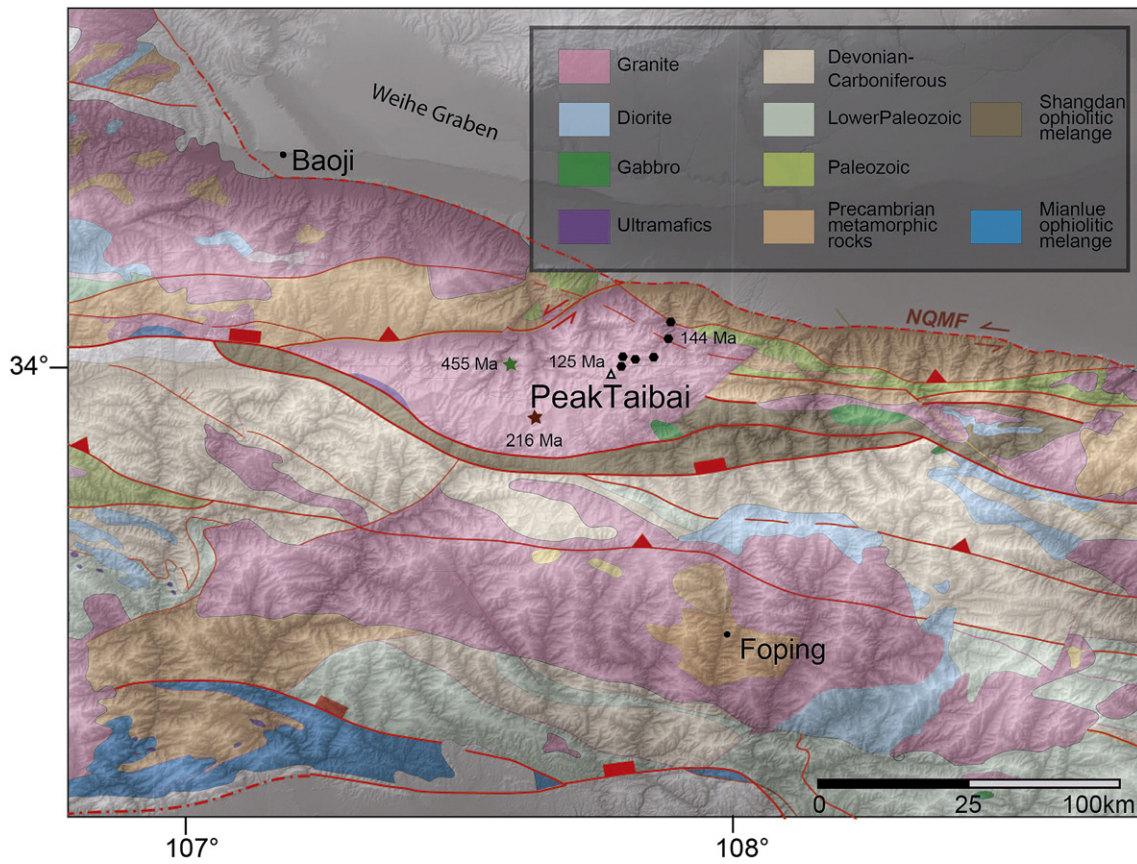 Weihe Graben
Baoji
Granite
Diorite
Gabbro
Ultramafics
Devonian-
Carboniferous
LowerPaleozoic
Paleozoic
Precambrian
metamorphic
rocks
Shangdan
ophiolitic
melange
Mianlue
ophiolitic
melange
NQMF
144 Ma
34°
455 Ma
125 Ma
PeakTaibai
216 Ma
Foping
0
25
100km
107°
108°